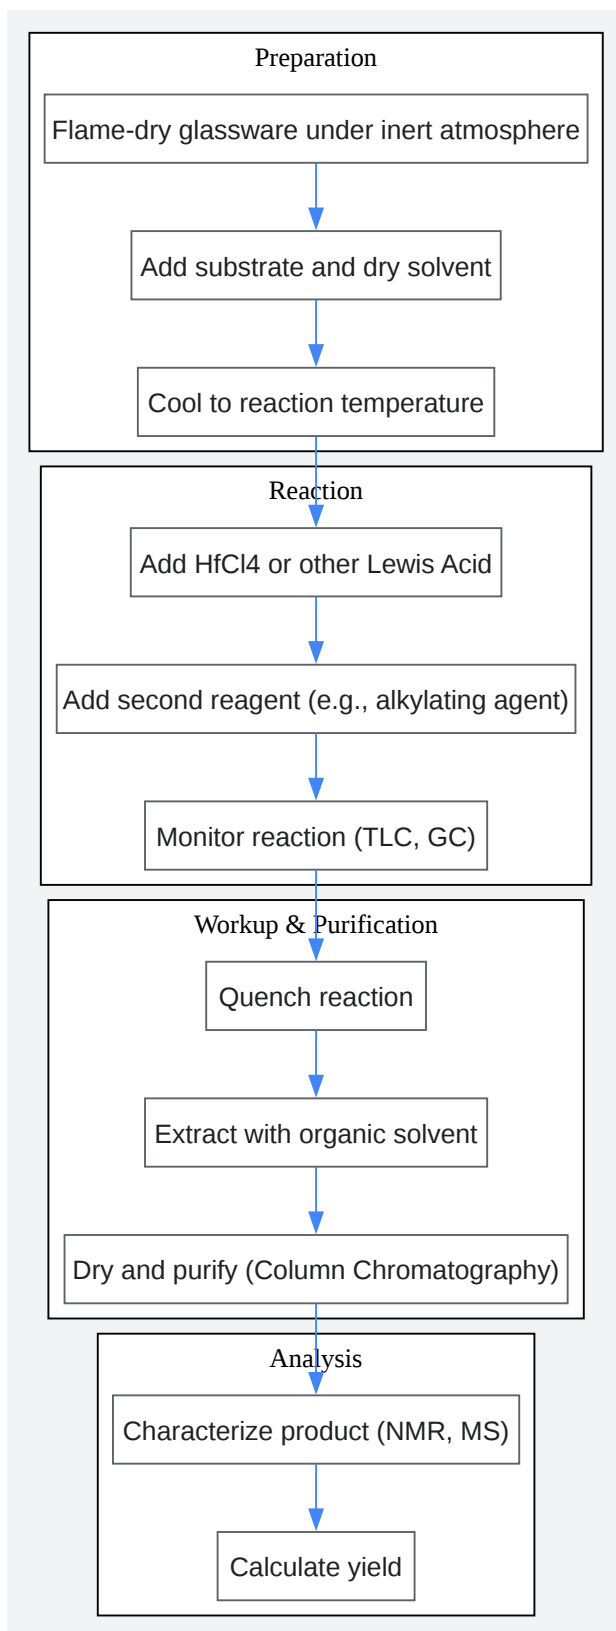 Preparation
Flame-dry glassware under inert atmosphere
Add substrate and dry solvent
Cool to reaction temperature
Reaction
Add HfCl4 or other Lewis Acid
Add second reagent (e.g., alkylating agent)
Monitor reaction (TLC, GC)
Workup & Purification
Quench reaction
Extract with organic solvent
Dry and purify (Column Chromatography)
Analysis
Characterize product (NMR, MS)
Calculate yield